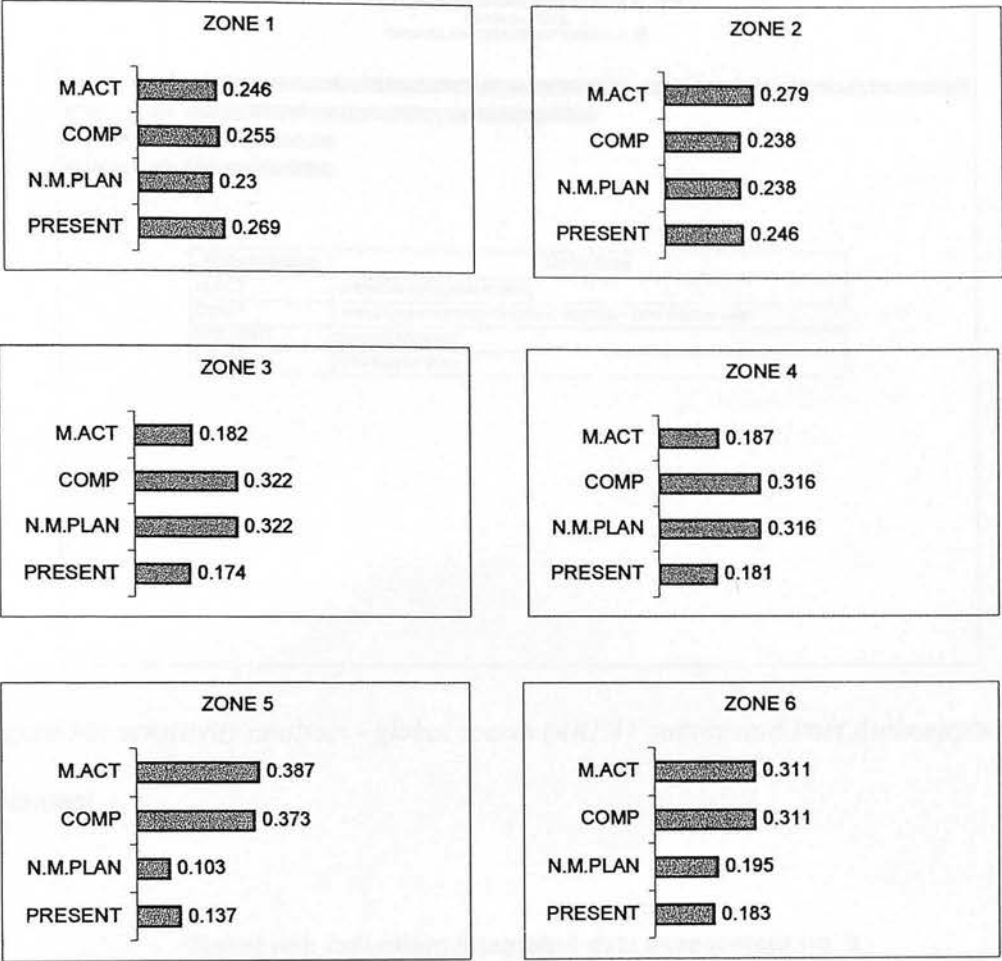 ZONE 1
M.ACT 0.246
COMP 0.255
N.M.PLAN 0.23
PRESENT 0.269
ZONE 2
M.ACT 0.279
COMP 0.238
N.M.PLAN 0.238
PRESENT 0.246
ZONE 3
M.ACT 0.182
COMP 0.322
N.M.PLAN 0.322
PRESENT 0.174
ZONE 4
M.ACT 0.187
COMP 0.316
N.M.PLAN 0.316
PRESENT 0.181
ZONE 5
M.ACT 0.387
COMP 0.373
N.M.PLAN 0.103
PRESENT 0.137
ZONE 6
M.ACT 0.311
COMP 0.311
N.M.PLAN 0.195
PRESENT 0.183